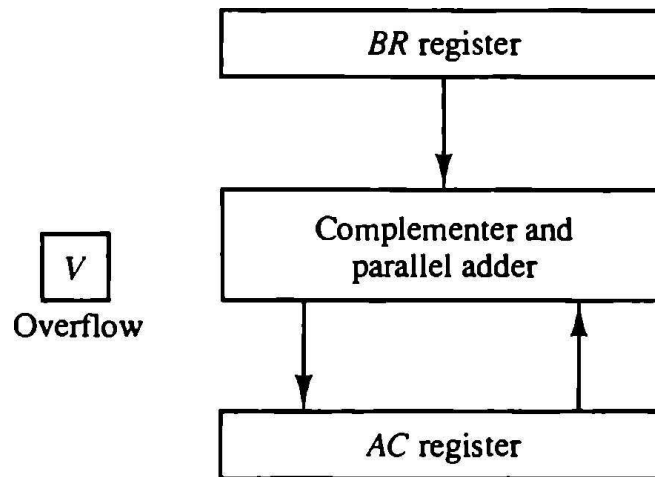 BR register
Complementer and
parallel adder
V
Overflow
AC register